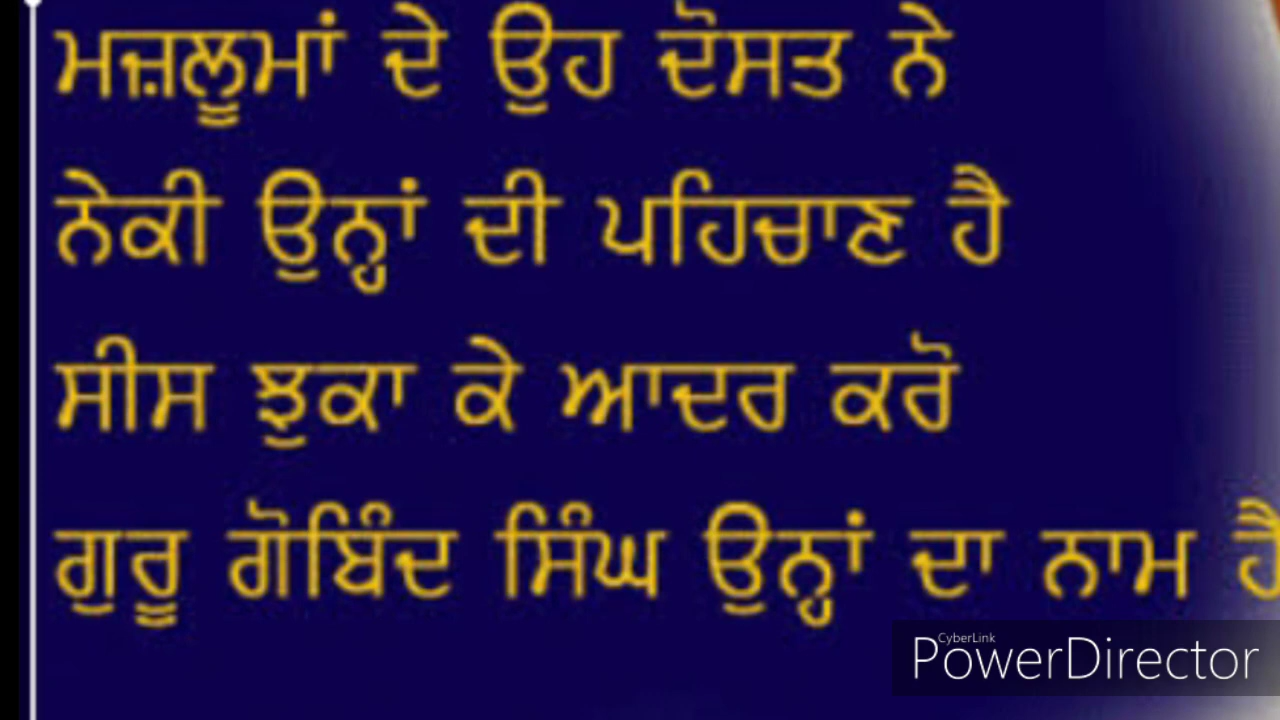 ਮਜ਼ਲੂਮਾਂ ਦੇ ਉਹ ਦੋਸਤ ਨੇ
ਨੇਕੀ ਉਨ੍ਹਾਂ ਦੀ ਪਹਿਚਾਣ ਹੈ
ਸੀਸ ਝੁਕਾ ਕੇ ਆਦਰ ਕਰੋ
ਗੁਰੂ ਗੋਬਿੰਦ ਸਿੰਘ ਉਨ੍ਹਾਂ ਦਾ ਨਾਮ ਹੈ
CyberLink
PowerDirector